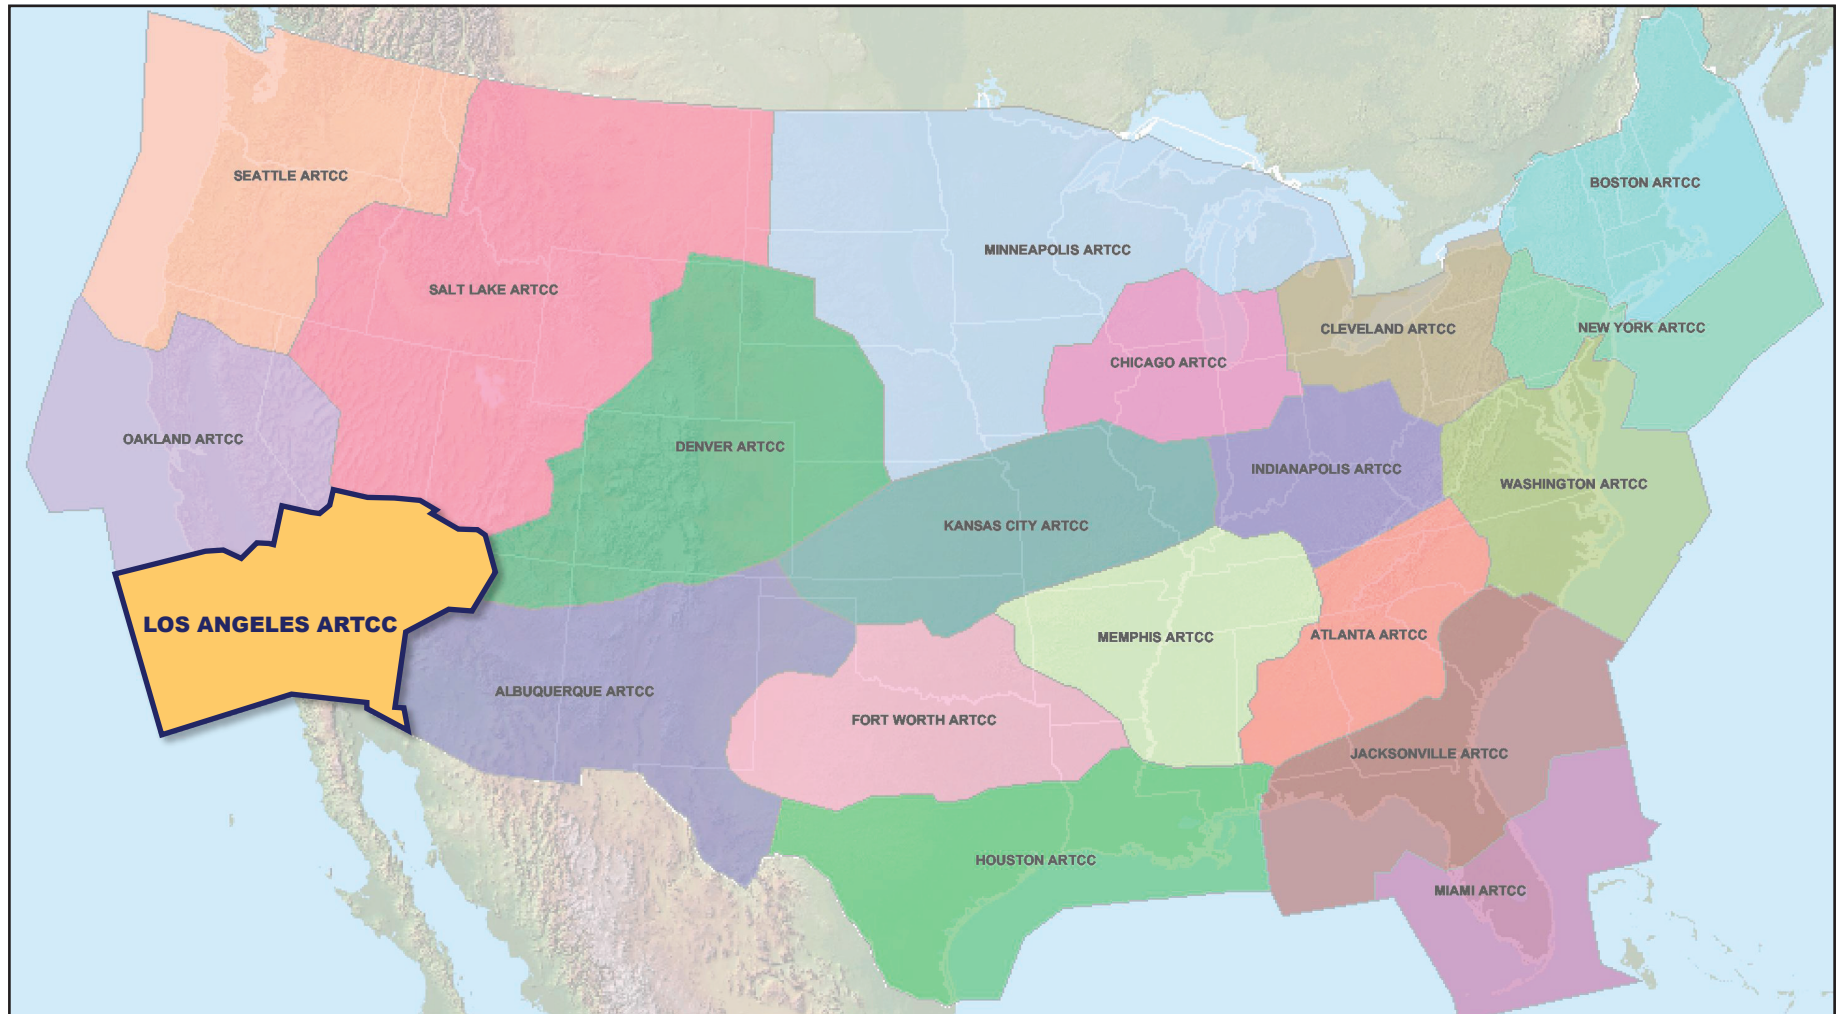 SEATTLE ARTCC
BOSTON ARTCC
MINNEAPOLIS ARTCC
SALT LAKE ARTCC
CLEVELAND ARTCC
NEW YORK ARTCC
CHICAGO ARTCC
OAKLAND ARTCC
DENVER ARTCC
INDIANAPOLIS ARTCC
WASHINGTON ARTCC
KANSAS CITY ARTCC
LOS ANGELES ARTCC
MEMPHIS ARTCC
ATLANTA ARTCC
ALBUQUERQUE ARTCC
FORT WORTH ARTCC
JACKSONVILLE ARTCC
HOUSTON ARTCC
MIAMI ARTCC